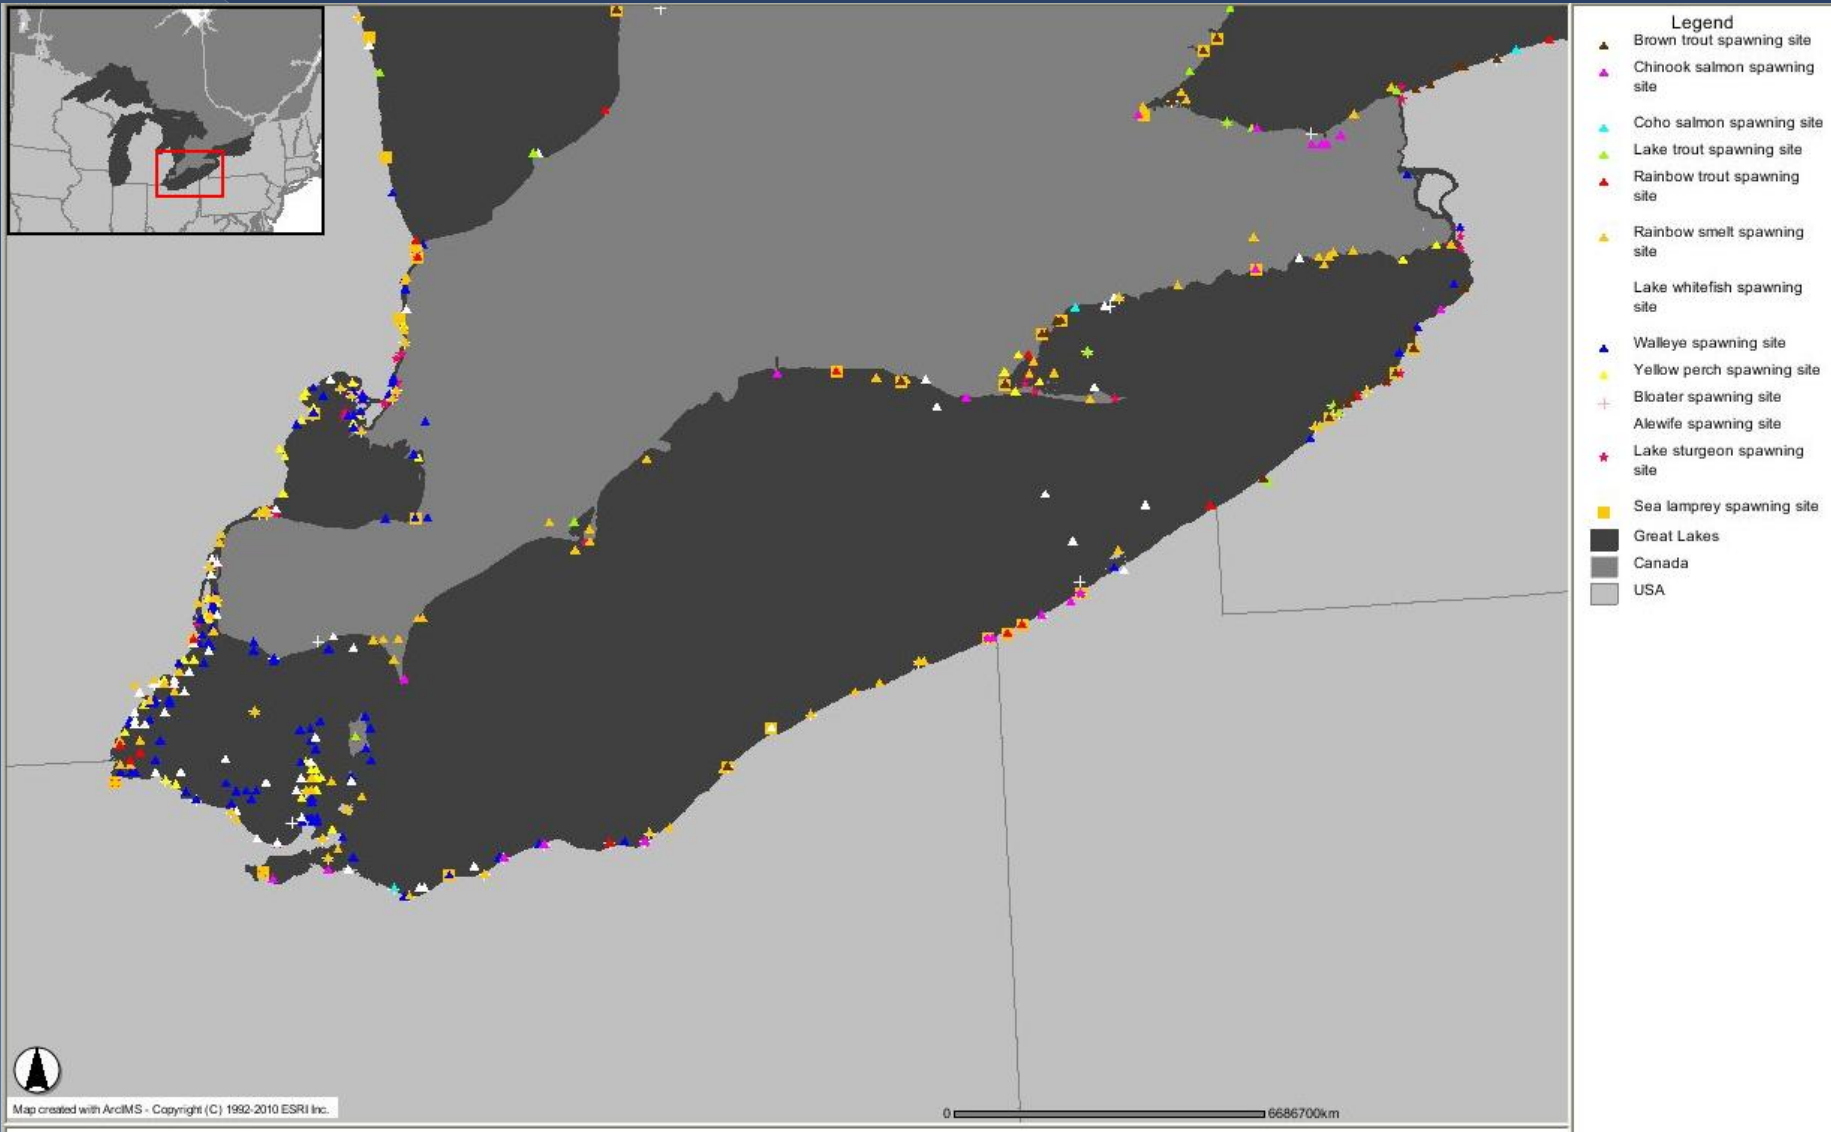 Legend
Brown trout spawning site
Chinook salmon spawning
site
Coho salmon spawning site
Lake trout spawning site
Rainbow trout spawning
site
Rainbow smelt spawning
site
Lake whitefish spawning
site
Walleye spawning site
Yellow perch spawning site
Bloater spawning site
Alewife spawning site
Lake sturgeon spawning
site
Sea lamprey spawning site
Great Lakes
Canada
USA
Map created with ArcIMS - Copyright (C) 1992-2010 ESRI Inc.
0 6686700km